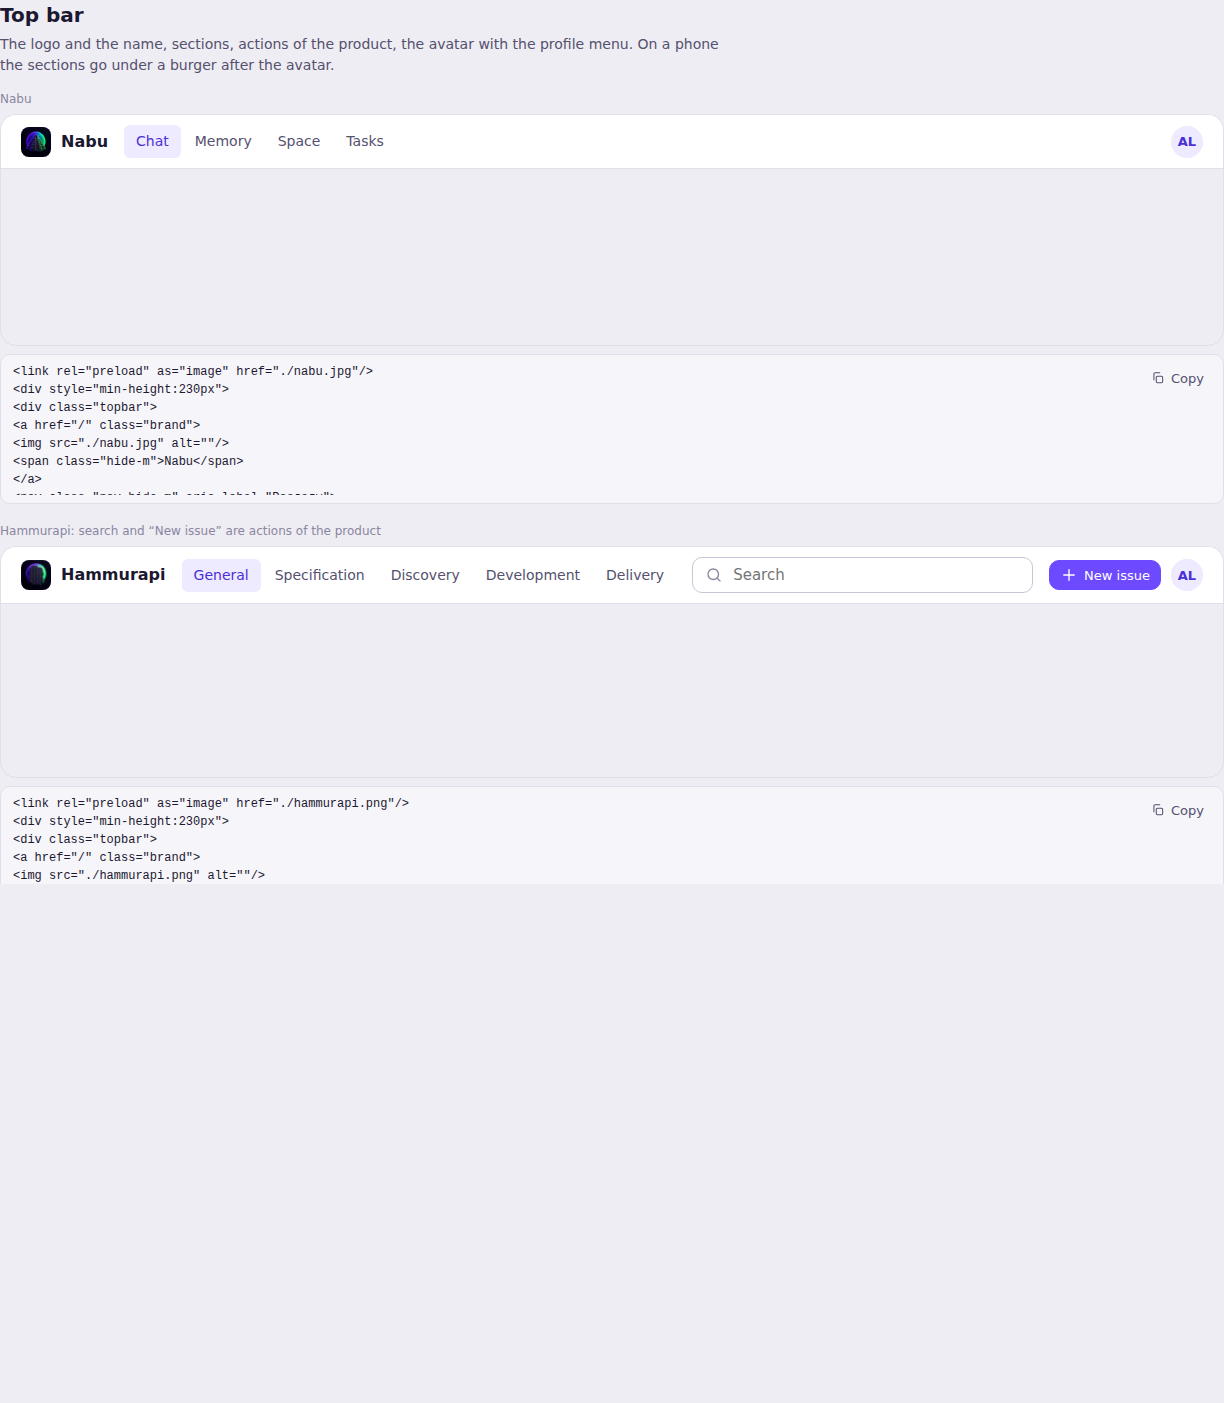 Top bar
The logo and the name, sections, actions of the product, the avatar with the profile menu. On a phone
the sections go under a burger after the avatar.
Nabu
Nabu Chat Memory Space Tasks AL
<link rel="preload" as="image" href="./nabu.jpg"/>
Copy
<div style="min-height:230px">
<div class="topbar">
<a href="/" class="brand">
<img src="./nabu.jpg" alt=""/>
<span class="hide-m">Nabu</span>
</a>
Hammurapi: search and “New issue” are actions of the product
Hammurapi General Specification Discovery Development Delivery Search New issue AL
<link rel="preload" as="image" href="./hammurapi.png"/>
Copy
<div style="min-height:230px">
<div class="topbar">
<a href="/" class="brand">
<img src="./hammurapi.png" alt=""/>